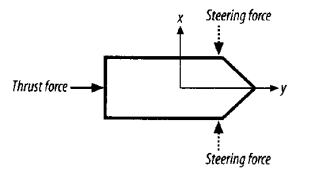 Steering force
x
Thrust force
y
Steering force